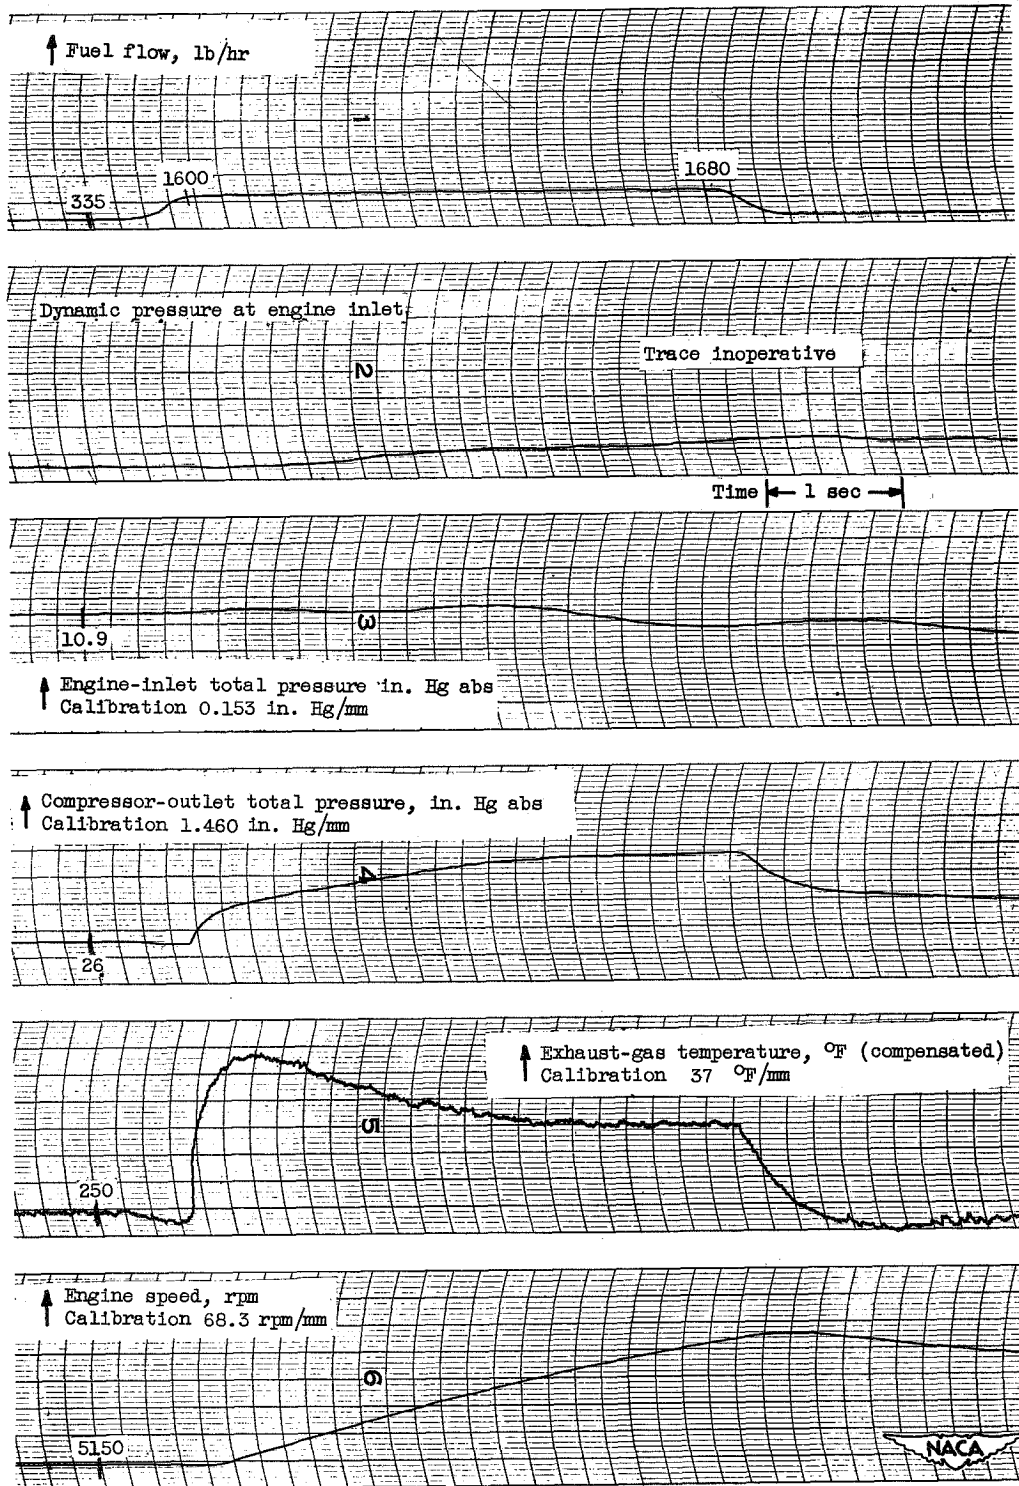 Fuel flow, lb/hr
1
1600
1680
335
Dynamic pressure at engine inlet
Trace inoperative
2
Time 1 sec
3
10.9
Engine-inlet total pressure in. Hg abs
Calibration 0.153 in. Hg/mm
Compressor-outlet total pressure, in. Hg abs
Calibration 1.460 in. Hg/mm
4
26
Exhaust-gas temperature, °F (compensated)
Calibration 37 °F/mm
5
250
Engine speed, rpm
Calibration 68.3 rpm/mm
6
5150
NACA